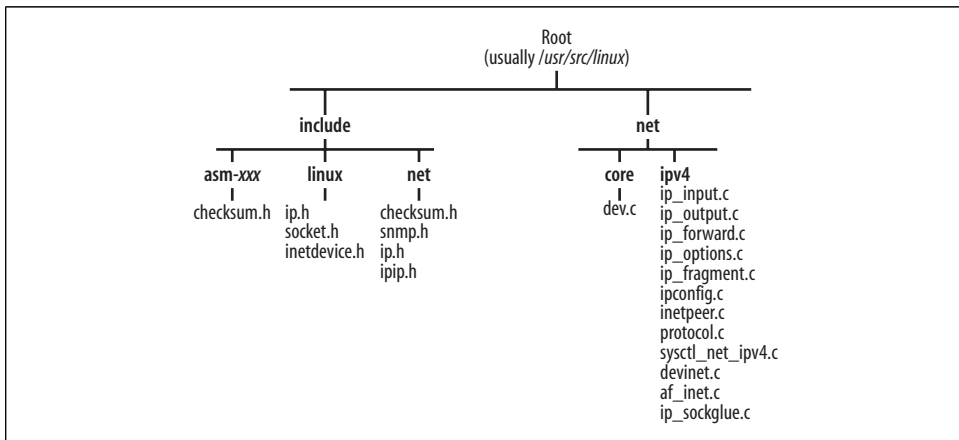 Root
(usually /usr/src/linux)
include
net
asm-xxx
linux
net
core
ipv4
checksum.h
ip.h
socket.h
inetdevice.h
checksum.h
snmp.h
ip.h
ipip.h
dev.c
ip_input.c
ip_output.c
ip_forward.c
ip_options.c
ip_fragment.c
ipconfig.c
inetpeer.c
protocol.c
sysctl_net_ipv4.c
devinet.c
af_inet.c
ip_sockglue.c